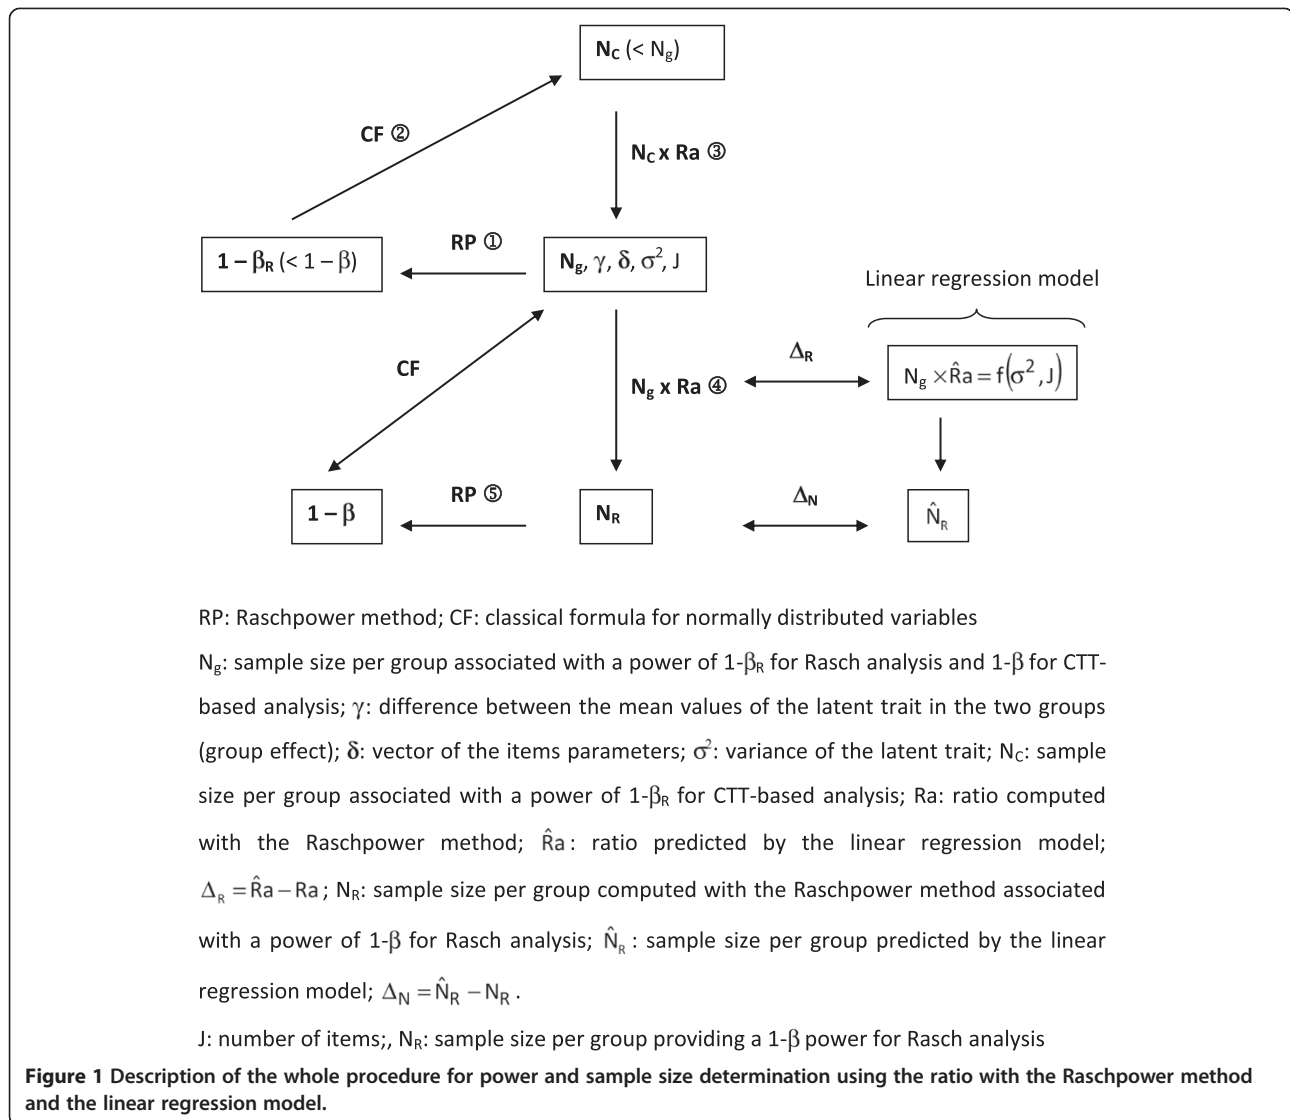 N_C (< N_g)
CF ②
N_C x Ra ③
RP ①
1 – β_R (< 1 – β)
N_g, γ, δ, σ², J
Linear regression model
CF
N_g x Ra ④
Δ_R
N_g × R̂a = f(σ², J)
1 – β
RP ⑤
N_R
Δ_N
N̂_R
RP: Raschpower method; CF: classical formula for normally distributed variables
N_g: sample size per group associated with a power of 1-β_R for Rasch analysis and 1-β for CTT-
based analysis; γ: difference between the mean values of the latent trait in the two groups
(group effect); δ: vector of the items parameters; σ²: variance of the latent trait; N_C: sample
size per group associated with a power of 1-β_R for CTT-based analysis; Ra: ratio computed
with the Raschpower method; R̂a : ratio predicted by the linear regression model;
Δ_R = R̂a – Ra ; N_R: sample size per group computed with the Raschpower method associated
with a power of 1-β for Rasch analysis; N̂_R : sample size per group predicted by the linear
regression model; Δ_N = N̂_R – N_R .
J: number of items;, N_R: sample size per group providing a 1-β power for Rasch analysis
Figure 1 Description of the whole procedure for power and sample size determination using the ratio with the Raschpower method
and the linear regression model.